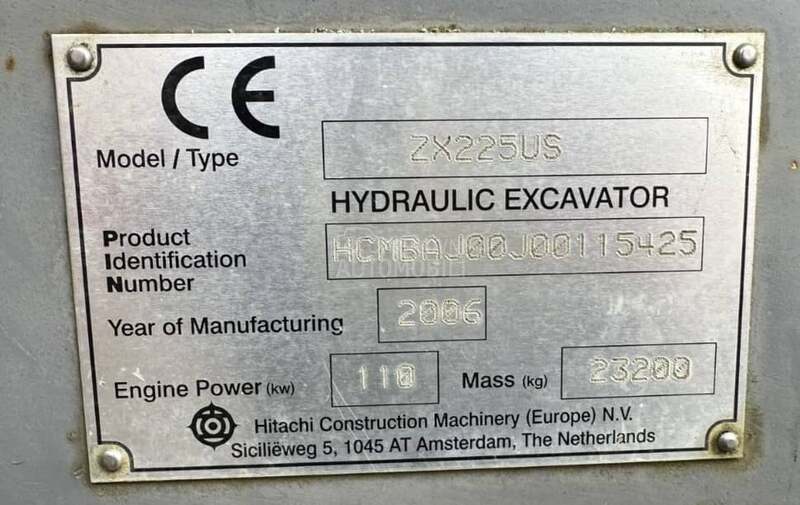 CE
Model / Type ZX225US
HYDRAULIC EXCAVATOR
Product
Identification
Number
HCMBAJ00J00115425
Year of Manufacturing 2006
Engine Power (kw) 110 Mass (kg) 23200
Hitachi Construction Machinery (Europe) N.V.
Siciliëweg 5, 1045 AT Amsterdam, The Netherlands